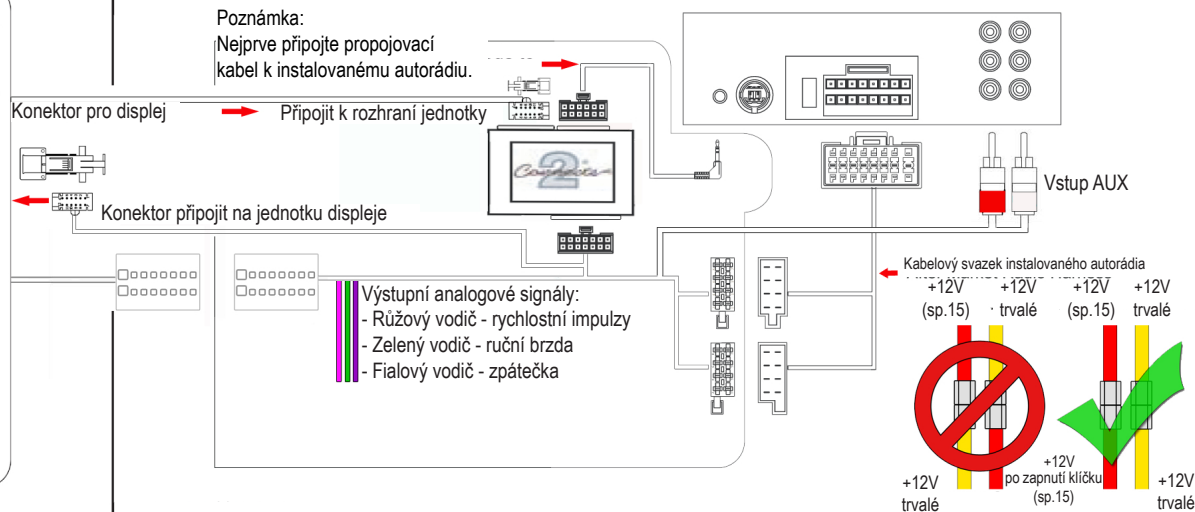 Poznámka:
Nejprve připojte propojovací
kabel k instalovanému autorádiu.
Konektor pro displej
Připojit k rozhraní jednotky
Connects
2
Vstup AUX
Konektor připojit na jednotku displeje
Kabelový svazek instalovaného autorádia
Výstupní analogové signály:
- Růžový vodič - rychlostní impulzy
- Zelený vodič - ruční brzda
- Fialový vodič - zpátečka
+12V
(sp.15)
+12V
trvalé
+12V
(sp.15)
+12V
trvalé
+12V
trvalé
+12V
po zapnutí klíčku
(sp.15)
+12V
trvalé